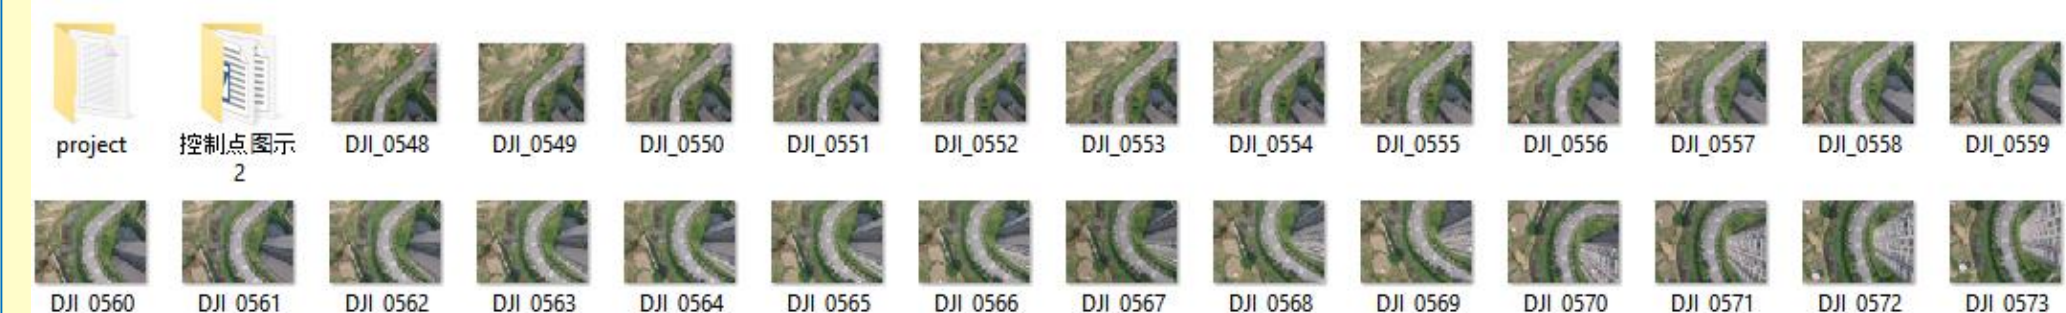 project
控制点图示
2
DJI_0548
DJI_0549
DJI_0550
DJI_0551
DJI_0552
DJI_0553
DJI_0554
DJI_0555
DJI_0556
DJI_0557
DJI_0558
DJI_0559
DJI_0560
DJI_0561
DJI_0562
DJI_0563
DJI_0564
DJI_0565
DJI_0566
DJI_0567
DJI_0568
DJI_0569
DJI_0570
DJI_0571
DJI_0572
DJI_0573